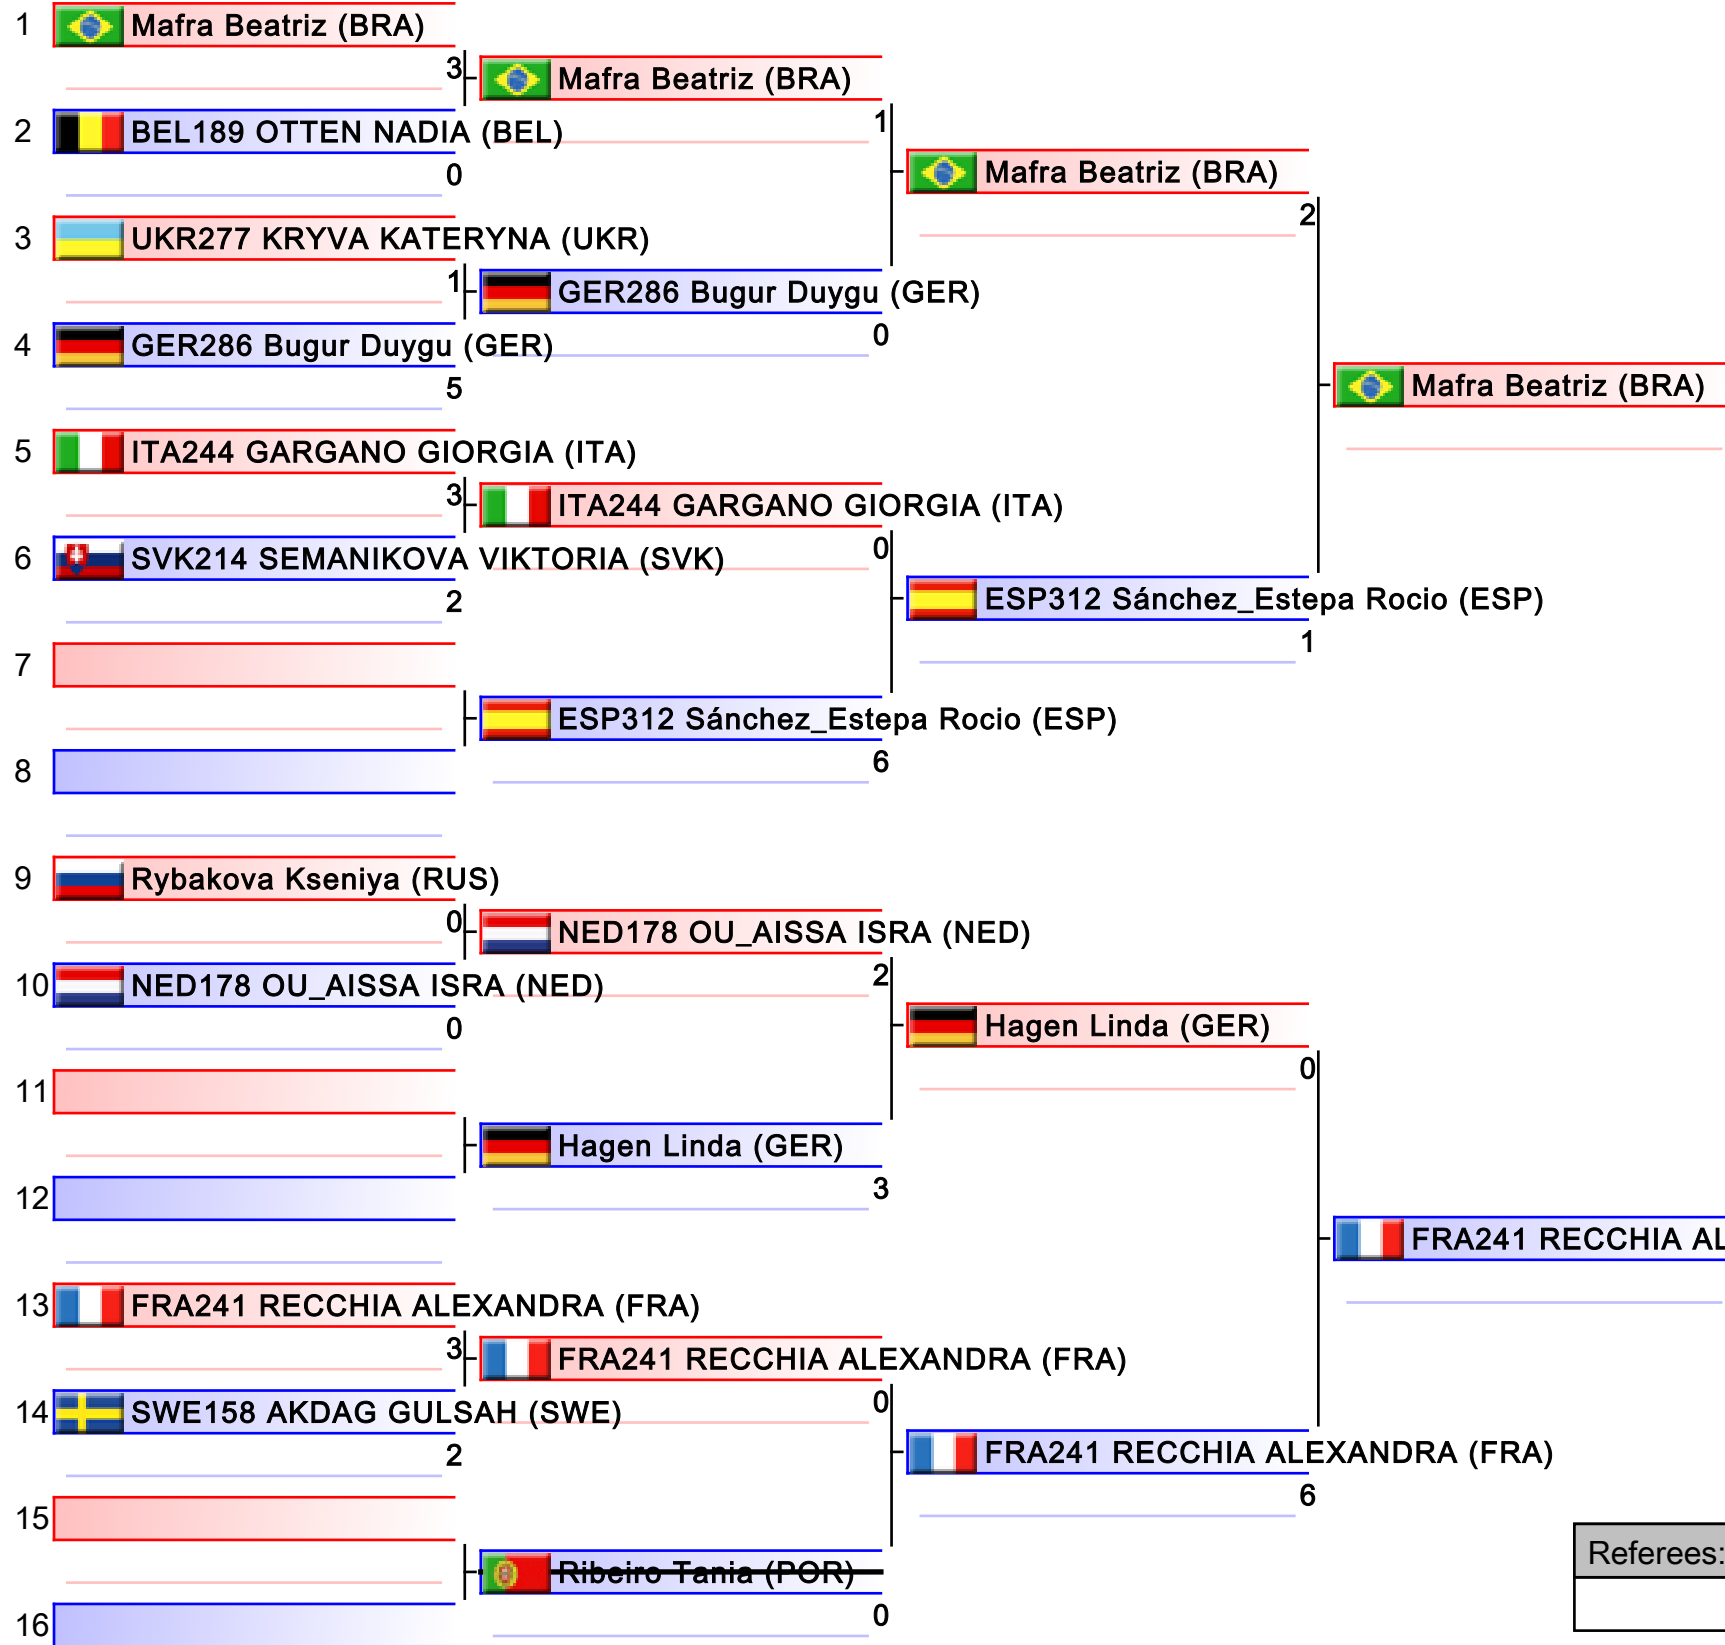 1 Mafra Beatriz (BRA)
3 Mafra Beatriz (BRA)
2 BEL189 OTTEN NADIA (BEL)
1
0
Mafra Beatriz (BRA)
2
3 UKR277 KRYVA KATERYNA (UKR)
1 GER286 Bugur Duygu (GER)
0
4 GER286 Bugur Duygu (GER)
5
Mafra Beatriz (BRA)
5 ITA244 GARGANO GIORGIA (ITA)
3 ITA244 GARGANO GIORGIA (ITA)
0
6 SVK214 SEMANIKOVA VIKTORIA (SVK)
2
ESP312 Sánchez_Estepa Rocio (ESP)
1
7
ESP312 Sánchez_Estepa Rocio (ESP)
6
8
9 Rybakova Kseniya (RUS)
0 NED178 OU_AISSA ISRA (NED)
2
10 NED178 OU_AISSA ISRA (NED)
0
Hagen Linda (GER)
0
11
Hagen Linda (GER)
3
12
FRA241 RECCHIA AL
13 FRA241 RECCHIA ALEXANDRA (FRA)
3 FRA241 RECCHIA ALEXANDRA (FRA)
0
14 SWE158 AKDAG GULSAH (SWE)
2
FRA241 RECCHIA ALEXANDRA (FRA)
6
15
Referees:
Ribeiro Tania (POR)
0
16